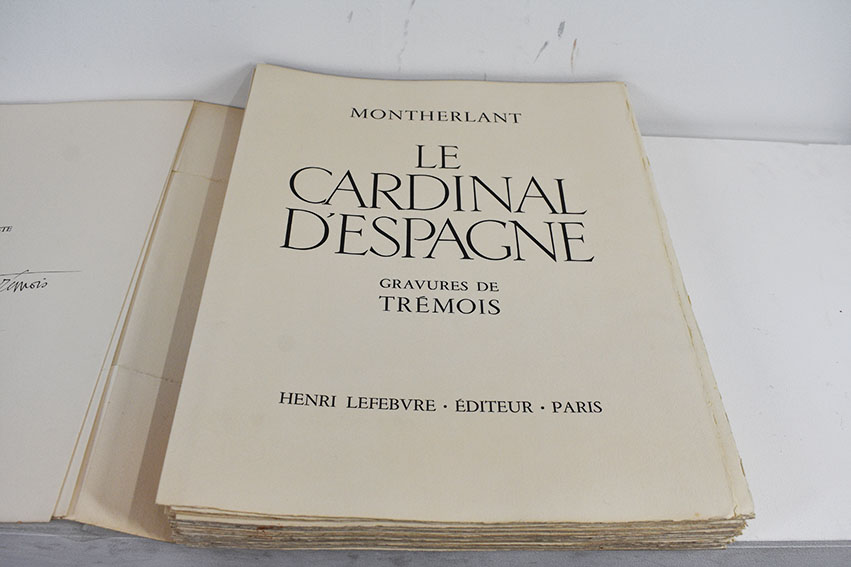 MONTHERLANT
LE
CARDINAL
D'ESPAGNE
GRAVURES DE
TRÉMOIS
HENRI LEFEBVRE · ÉDITEUR · PARIS